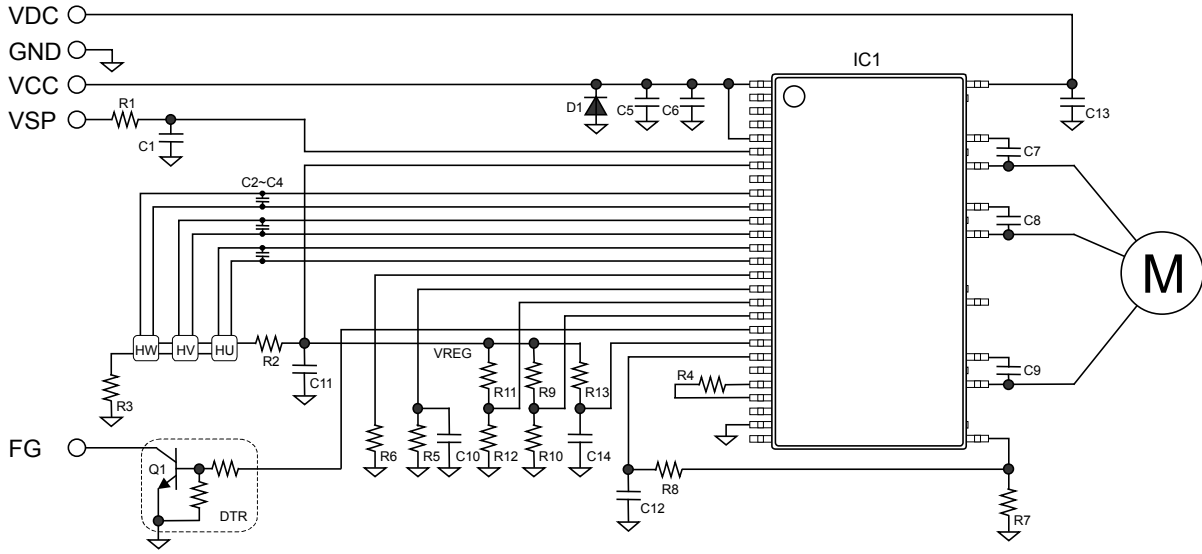 VDC
GND
VCC
VSP
R1
C1
D1
C5
C6
IC1
C13
C7
C8
C9
M
C2~C4
HW
HV
HU
R2
VREG
C11
R3
R11
R9
R13
R4
R6
R5
C10
R12
R10
C14
FG
Q1
DTR
R8
C12
R7